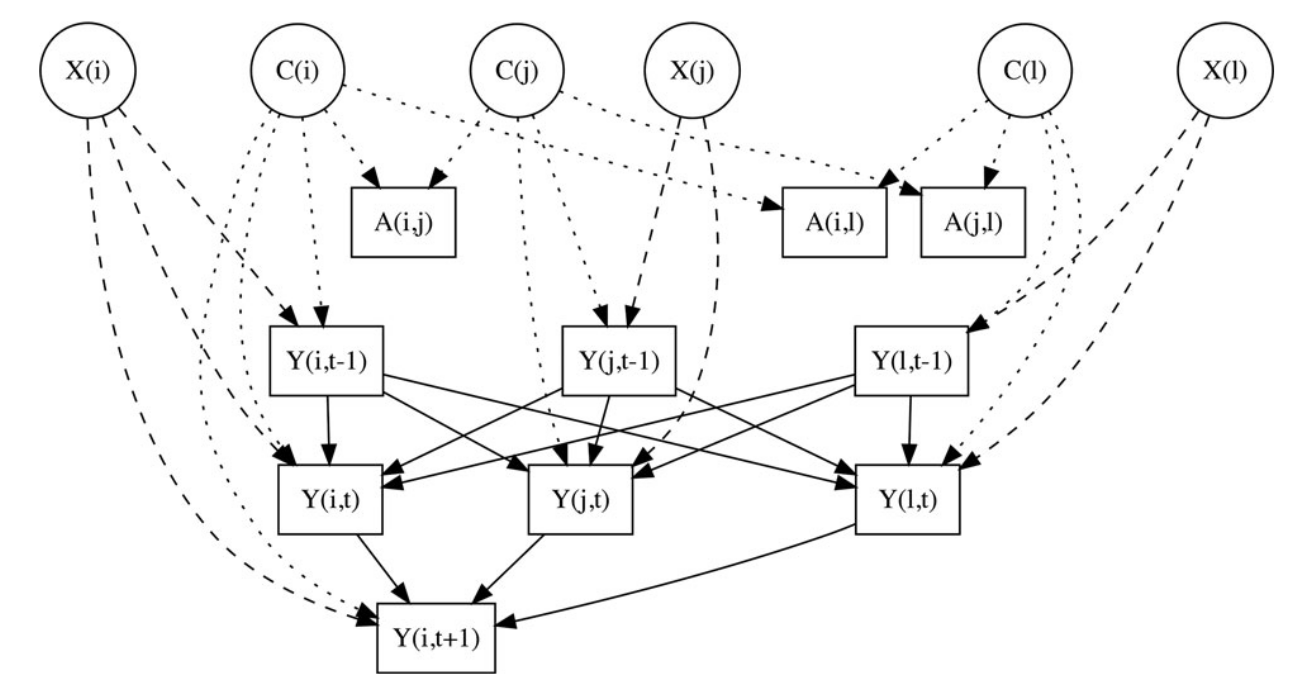 X(i) C(i) C(j) X(j) C(l) X(l)
A(i,j) A(i,l) A(j,l)
Y(i,t-1) Y(j,t-1) Y(l,t-1)
Y(i,t) Y(j,t) Y(l,t)
Y(i,t+1)